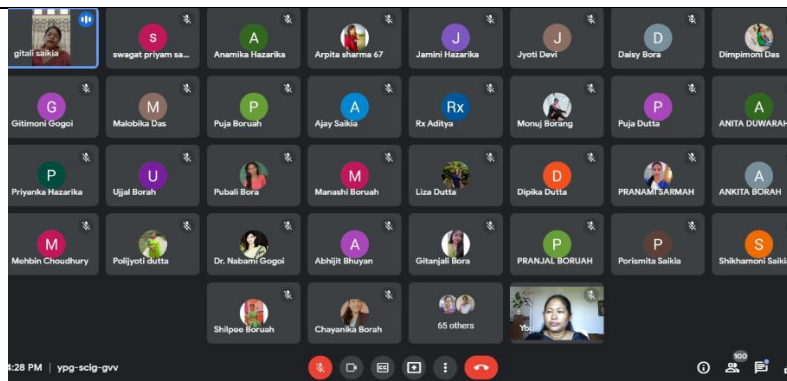 gitali saikia
S
swagat priyam sa...
A
Anamika Hazarika
Arpita sharma 67
J
Jamini Hazarika
J
Jyoti Devi
D
Daisy Bora
Dimpimoni Das
G
Gitimoni Gogoi
M
Malobika Das
P
Puja Boruah
A
Ajay Saikia
Rx
Rx Aditya
Monuj Borang
P
Puja Dutta
A
ANITA DUWARAH
P
Priyanka Hazarika
U
Ujjal Borah
Pubali Bora
M
Manashi Boruah
Liza Dutta
D
Dipika Dutta
PRANAMI SARMAH
A
ANKITA BORAH
M
Mehbin Choudhury
Polijyoti dutta
Dr. Nabami Gogoi
A
Abhijit Bhuyan
Gitanjali Bora
P
PRANJAL BORUAH
P
Porismita Saikia
S
Shikhamoni Saikia
Shilpee Boruah
Chayanika Borah
65 others
You
4:28 PM | ypg-scig-gvv
CC
100